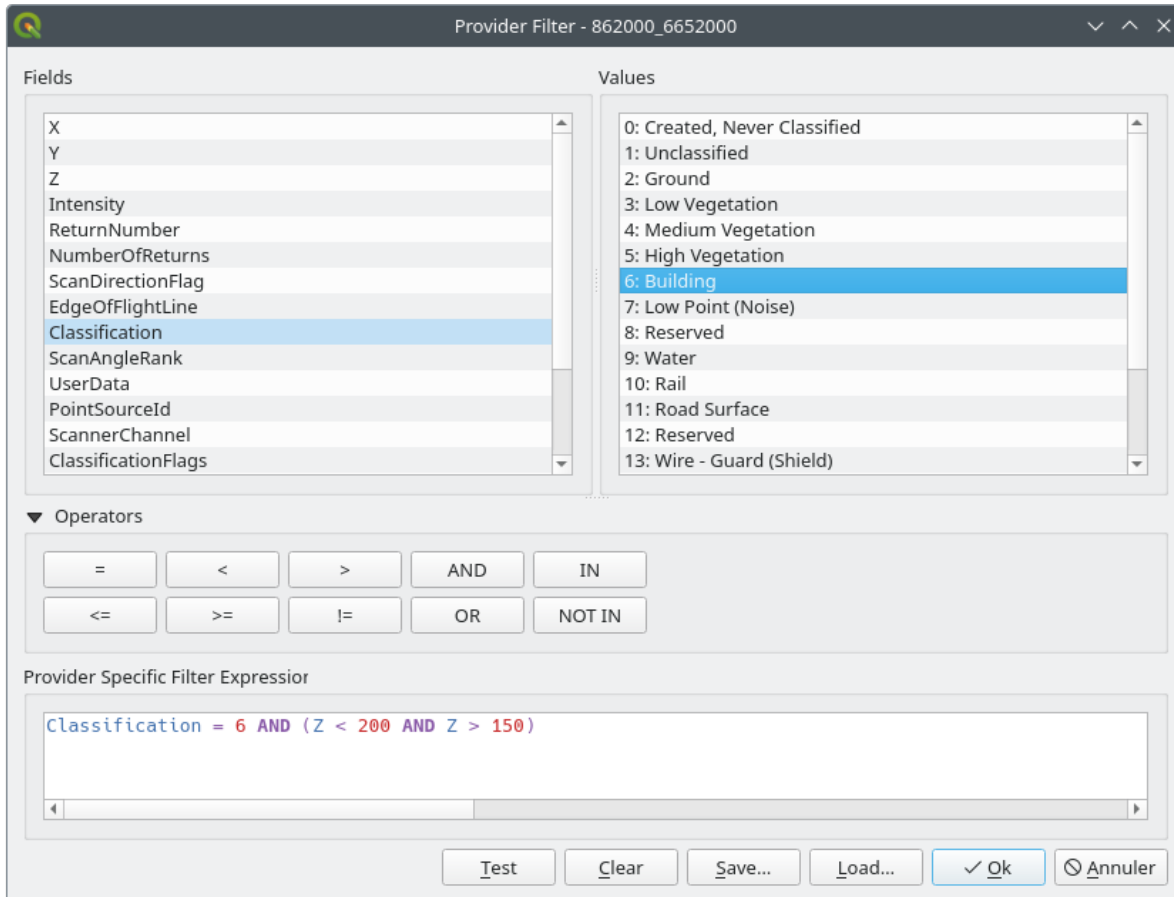 Provider Filter - 862000_6652000
Fields
Values
X
Y
Z
Intensity
ReturnNumber
NumberOfReturns
ScanDirectionFlag
EdgeOfFlightLine
Classification
ScanAngleRank
UserData
PointSourceId
ScannerChannel
ClassificationFlags
0: Created, Never Classified
1: Unclassified
2: Ground
3: Low Vegetation
4: Medium Vegetation
5: High Vegetation
6: Building
7: Low Point (Noise)
8: Reserved
9: Water
10: Rail
11: Road Surface
12: Reserved
13: Wire - Guard (Shield)
Operators
= < > AND IN
<= >= != OR NOT IN
Provider Specific Filter Expression
Classification = 6 AND (Z < 200 AND Z > 150)
Test Clear Save... Load... Ok Annuler